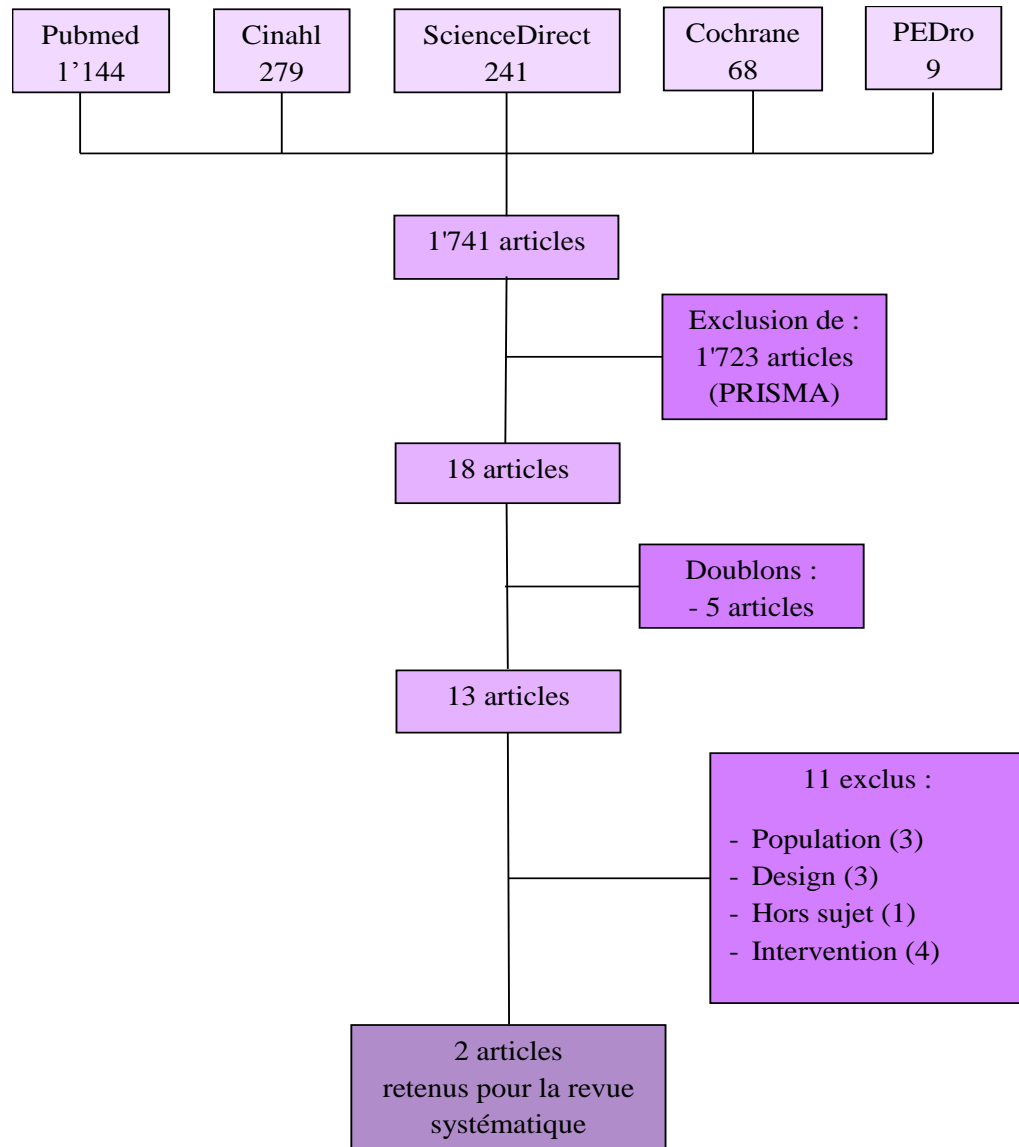 Pubmed
1’144
Cinahl
279
ScienceDirect
241
Cochrane
68
PEDro
9
1'741 articles
Exclusion de :
1'723 articles
(PRISMA)
18 articles
Doublons :
- 5 articles
13 articles
11 exclus :
- Population (3)
- Design (3)
- Hors sujet (1)
- Intervention (4)
2 articles
retenus pour la revue
systématique